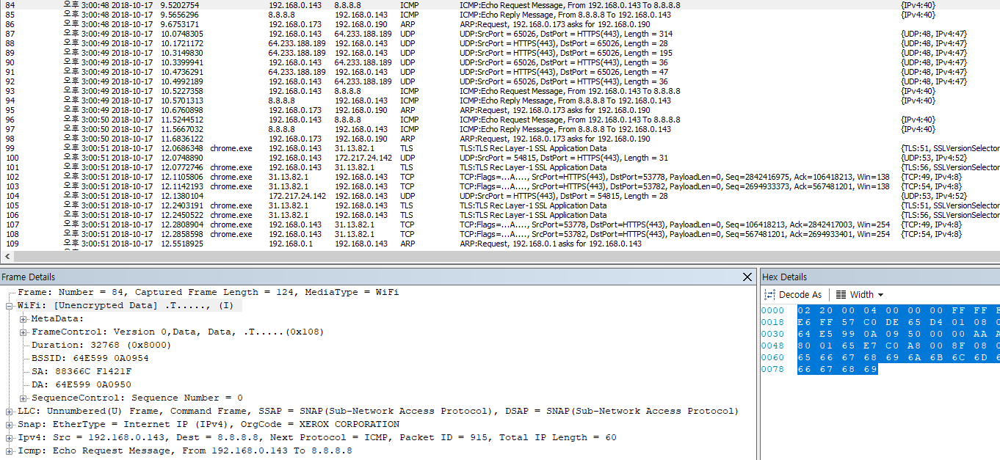 84 오후 3:00:48 2018-10-17 9.5202754 192.168.0.143 8.8.8.8 ICMP ICMP:Echo Request Message, From 192.168.0.143 To 8.8.8.8 {IPv4:40}
85 오후 3:00:48 2018-10-17 9.5656296 8.8.8.8 192.168.0.143 ICMP ICMP:Echo Reply Message, From 8.8.8.8 To 192.168.0.143 {IPv4:40}
86 오후 3:00:48 2018-10-17 9.6753171 192.168.0.173 192.168.0.190 ARP ARP:Request, 192.168.0.173 asks for 192.168.0.190
87 오후 3:00:49 2018-10-17 10.0748305 192.168.0.143 64.233.188.189 UDP UDP:SrcPort = 65026, DstPort = HTTPS(443), Length = 314 {UDP:48, IPv4:47}
88 오후 3:00:49 2018-10-17 10.1721172 64.233.188.189 192.168.0.143 UDP UDP:SrcPort = HTTPS(443), DstPort = 65026, Length = 28 {UDP:48, IPv4:47}
89 오후 3:00:49 2018-10-17 10.3149830 64.233.188.189 192.168.0.143 UDP UDP:SrcPort = HTTPS(443), DstPort = 65026, Length = 195 {UDP:48, IPv4:47}
90 오후 3:00:49 2018-10-17 10.3399941 192.168.0.143 64.233.188.189 UDP UDP:SrcPort = 65026, DstPort = HTTPS(443), Length = 36 {UDP:48, IPv4:47}
91 오후 3:00:49 2018-10-17 10.4736291 64.233.188.189 192.168.0.143 UDP UDP:SrcPort = HTTPS(443), DstPort = 65026, Length = 47 {UDP:48, IPv4:47}
92 오후 3:00:49 2018-10-17 10.4992189 192.168.0.143 64.233.188.189 UDP UDP:SrcPort = 65026, DstPort = HTTPS(443), Length = 36 {UDP:48, IPv4:47}
93 오후 3:00:49 2018-10-17 10.5227358 192.168.0.143 8.8.8.8 ICMP ICMP:Echo Request Message, From 192.168.0.143 To 8.8.8.8 {IPv4:40}
94 오후 3:00:49 2018-10-17 10.5701313 8.8.8.8 192.168.0.143 ICMP ICMP:Echo Reply Message, From 8.8.8.8 To 192.168.0.143 {IPv4:40}
95 오후 3:00:49 2018-10-17 10.6760898 192.168.0.173 192.168.0.190 ARP ARP:Request, 192.168.0.173 asks for 192.168.0.190
96 오후 3:00:50 2018-10-17 11.5244512 192.168.0.143 8.8.8.8 ICMP ICMP:Echo Request Message, From 192.168.0.143 To 8.8.8.8 {IPv4:40}
97 오후 3:00:50 2018-10-17 11.5667032 8.8.8.8 192.168.0.143 ICMP ICMP:Echo Reply Message, From 8.8.8.8 To 192.168.0.143 {IPv4:40}
98 오후 3:00:50 2018-10-17 11.6836122 192.168.0.173 192.168.0.190 ARP ARP:Request, 192.168.0.173 asks for 192.168.0.190
99 오후 3:00:51 2018-10-17 12.0686348 chrome.exe 192.168.0.143 31.13.82.1 TLS TLS:TLS Rec Layer-1 SSL Application Data {TLS:51, SSLVersionSelector
100 오후 3:00:51 2018-10-17 12.0748890 192.168.0.143 172.217.24.142 UDP UDP:SrcPort = 54815, DstPort = HTTPS(443), Length = 31 {UDP:53, IPv4:52}
101 오후 3:00:51 2018-10-17 12.0772746 chrome.exe 192.168.0.143 31.13.82.1 TLS TLS:TLS Rec Layer-1 SSL Application Data {TLS:56, SSLVersionSelector
102 오후 3:00:51 2018-10-17 12.1105806 chrome.exe 31.13.82.1 192.168.0.143 TCP TCP:Flags=...A...., SrcPort=HTTPS(443), DstPort=53778, PayloadLen=0, Seq=2842416975, Ack=106418213, Win=138 {TCP:49, IPv4:8}
103 오후 3:00:51 2018-10-17 12.1142193 chrome.exe 31.13.82.1 192.168.0.143 TCP TCP:Flags=...A...., SrcPort=HTTPS(443), DstPort=53782, PayloadLen=0, Seq=2694933373, Ack=567481201, Win=138 {TCP:54, IPv4:8}
104 오후 3:00:51 2018-10-17 12.1380104 172.217.24.142 192.168.0.143 UDP UDP:SrcPort = HTTPS(443), DstPort = 54815, Length = 28 {UDP:53, IPv4:52}
105 오후 3:00:51 2018-10-17 12.2403191 chrome.exe 31.13.82.1 192.168.0.143 TLS TLS:TLS Rec Layer-1 SSL Application Data {TLS:51, SSLVersionSelector
106 오후 3:00:51 2018-10-17 12.2450522 chrome.exe 31.13.82.1 192.168.0.143 TLS TLS:TLS Rec Layer-1 SSL Application Data {TLS:56, SSLVersionSelector
107 오후 3:00:51 2018-10-17 12.2808904 chrome.exe 192.168.0.143 31.13.82.1 TCP TCP:Flags=...A...., SrcPort=53778, DstPort=HTTPS(443), PayloadLen=0, Seq=106418213, Ack=2842417003, Win=254 {TCP:49, IPv4:8}
108 오후 3:00:51 2018-10-17 12.2858598 chrome.exe 192.168.0.143 31.13.82.1 TCP TCP:Flags=...A...., SrcPort=53782, DstPort=HTTPS(443), PayloadLen=0, Seq=567481201, Ack=2694933401, Win=254 {TCP:54, IPv4:8}
109 오후 3:00:51 2018-10-17 12.5518925 192.168.0.1 192.168.0.143 ARP ARP:Request, 192.168.0.1 asks for 192.168.0.143
Frame Details
Frame: Number = 84, Captured Frame Length = 124, MediaType = WiFi
WiFi: [Unencrypted Data] .T....., (I)
MetaData:
FrameControl: Version 0,Data, Data, .T.....(0x108)
Duration: 32768 (0x8000)
BSSID: 64E599 0A0954
SA: 88366C F1421F
DA: 64E599 0A0950
SequenceControl: Sequence Number = 0
LLC: Unnumbered(U) Frame, Command Frame, SSAP = SNAP(Sub-Network Access Protocol), DSAP = SNAP(Sub-Network Access Protocol)
Snap: EtherType = Internet IP (IPv4), OrgCode = XEROX CORPORATION
Ipv4: Src = 192.168.0.143, Dest = 8.8.8.8, Next Protocol = ICMP, Packet ID = 915, Total IP Length = 60
Icmp: Echo Request Message, From 192.168.0.143 To 8.8.8.8
Hex Details
Decode As Width
0000 02 20 00 04 00 00 00 FF FF
0018 E6 FF 57 C0 DE 65 D4 01 08
0030 64 E5 99 0A 09 50 00 00 AA
0048 80 01 65 E7 C0 A8 00 8F 08
0060 65 66 67 68 69 6A 6B 6C 6D
0078 66 67 68 69